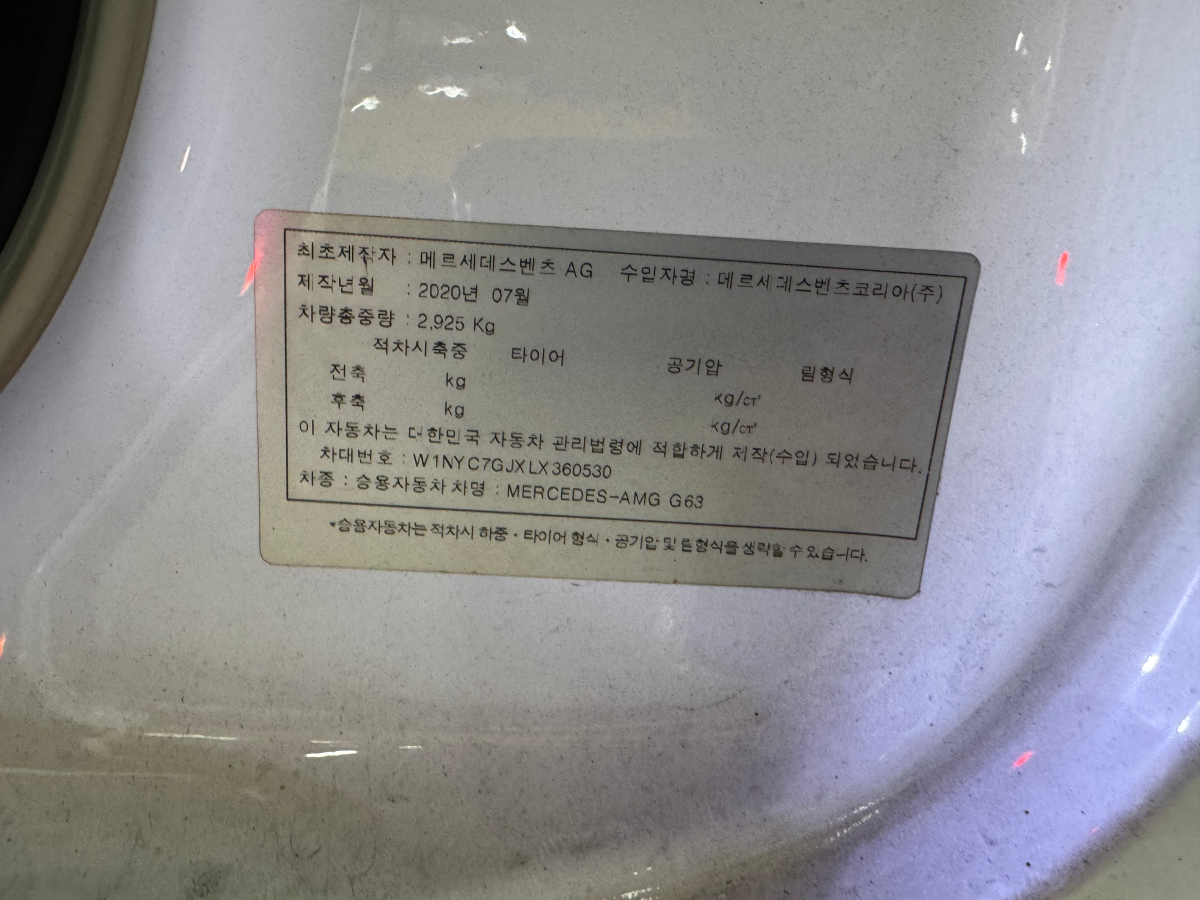 최초제작자 : 메르세데스벤츠 AG 수입자명 : 메르세데스벤츠코리아(주)
제작년월 : 2020년 07월
차량총중량 : 2,925 Kg
적차시축중 타이어 공기압 림형식
전축 kg kg/cm²
후축 kg kg/cm²
이 자동차는 대한민국 자동차 관리법령에 적합하게 제작(수입) 되었습니다.
차대번호 : W1NYC7GJXLX360530
차종 : 승용자동차 차명 : MERCEDES-AMG G63
*승용자동차는 적차시 하중·타이어 형식·공기압 및 림형식을 생략할 수 있습니다.